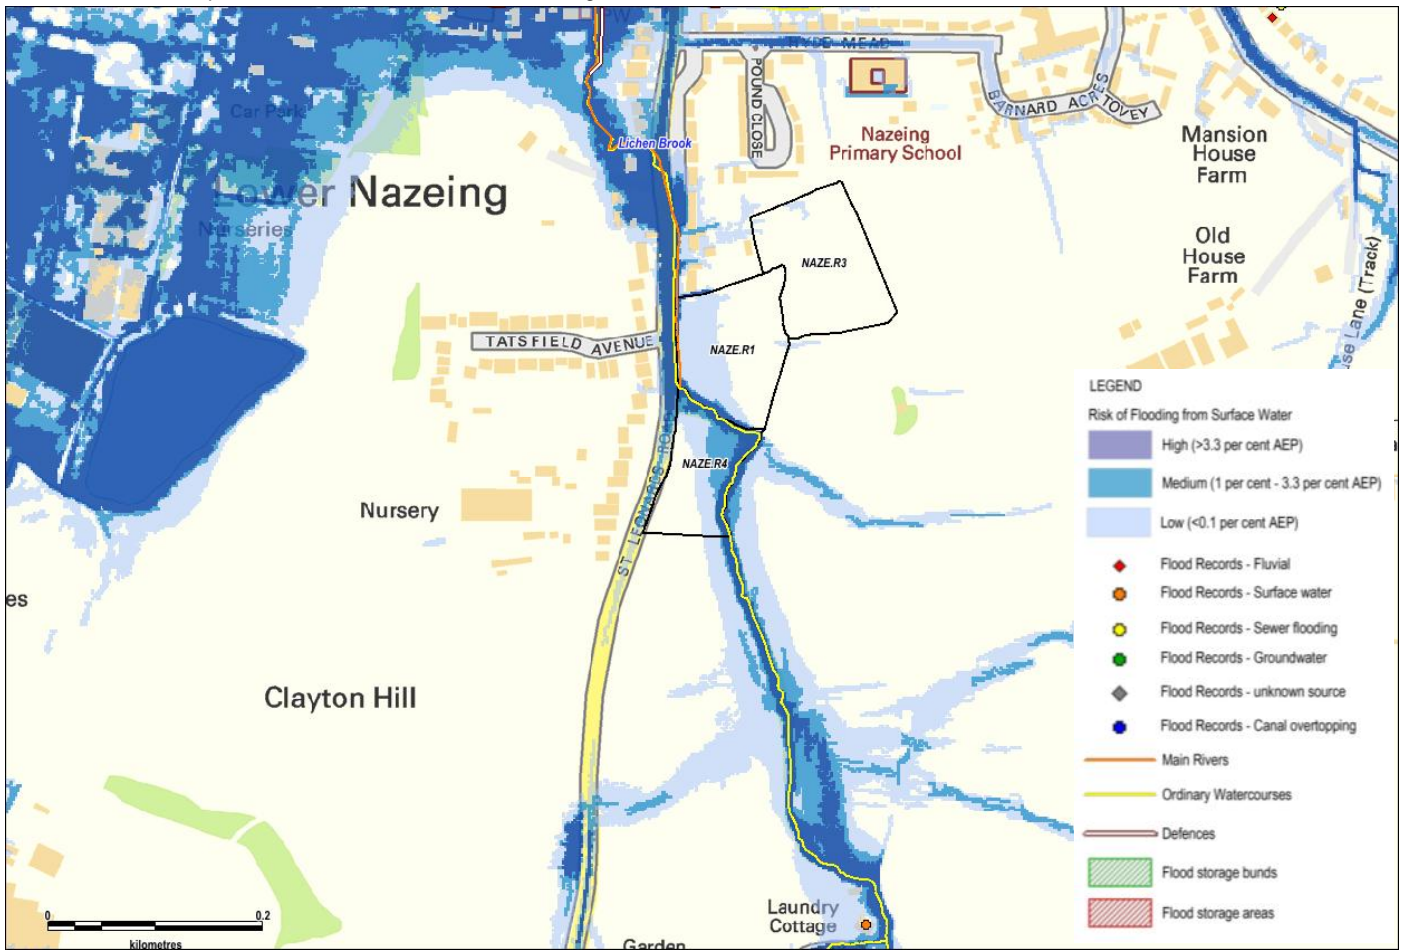 PW
HYDE MEAD
Car Park
POUND CLOSE
BARNARD ACRES
TOVEY
Lichen Brook
Nazeing
Primary School
Mansion
House
Farm
Lower Nazeing
Nurseries
Old
House
Farm
NAZE.R3
TATSFIELD AVENUE
NAZE.R1
use Lane (Track)
NAZE.R4
ST LEONARDS ROAD
Nursery
es
Clayton Hill
Laundry
Cottage
Garden
0 0.2
kilometres
LEGEND
Risk of Flooding from Surface Water
High (>3.3 per cent AEP)
Medium (1 per cent - 3.3 per cent AEP)
Low (<0.1 per cent AEP)
Flood Records - Fluvial
Flood Records - Surface water
Flood Records - Sewer flooding
Flood Records - Groundwater
Flood Records - unknown source
Flood Records - Canal overtopping
Main Rivers
Ordinary Watercourses
Defences
Flood storage bunds
Flood storage areas